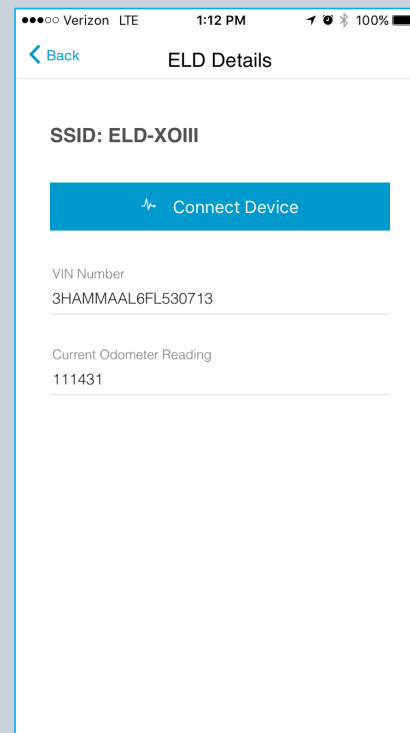 Verizon LTE 1:12 PM 100%
Back ELD Details
SSID: ELD-XOIII
Connect Device
VIN Number
3HAMMAAL6FL530713
Current Odometer Reading
111431